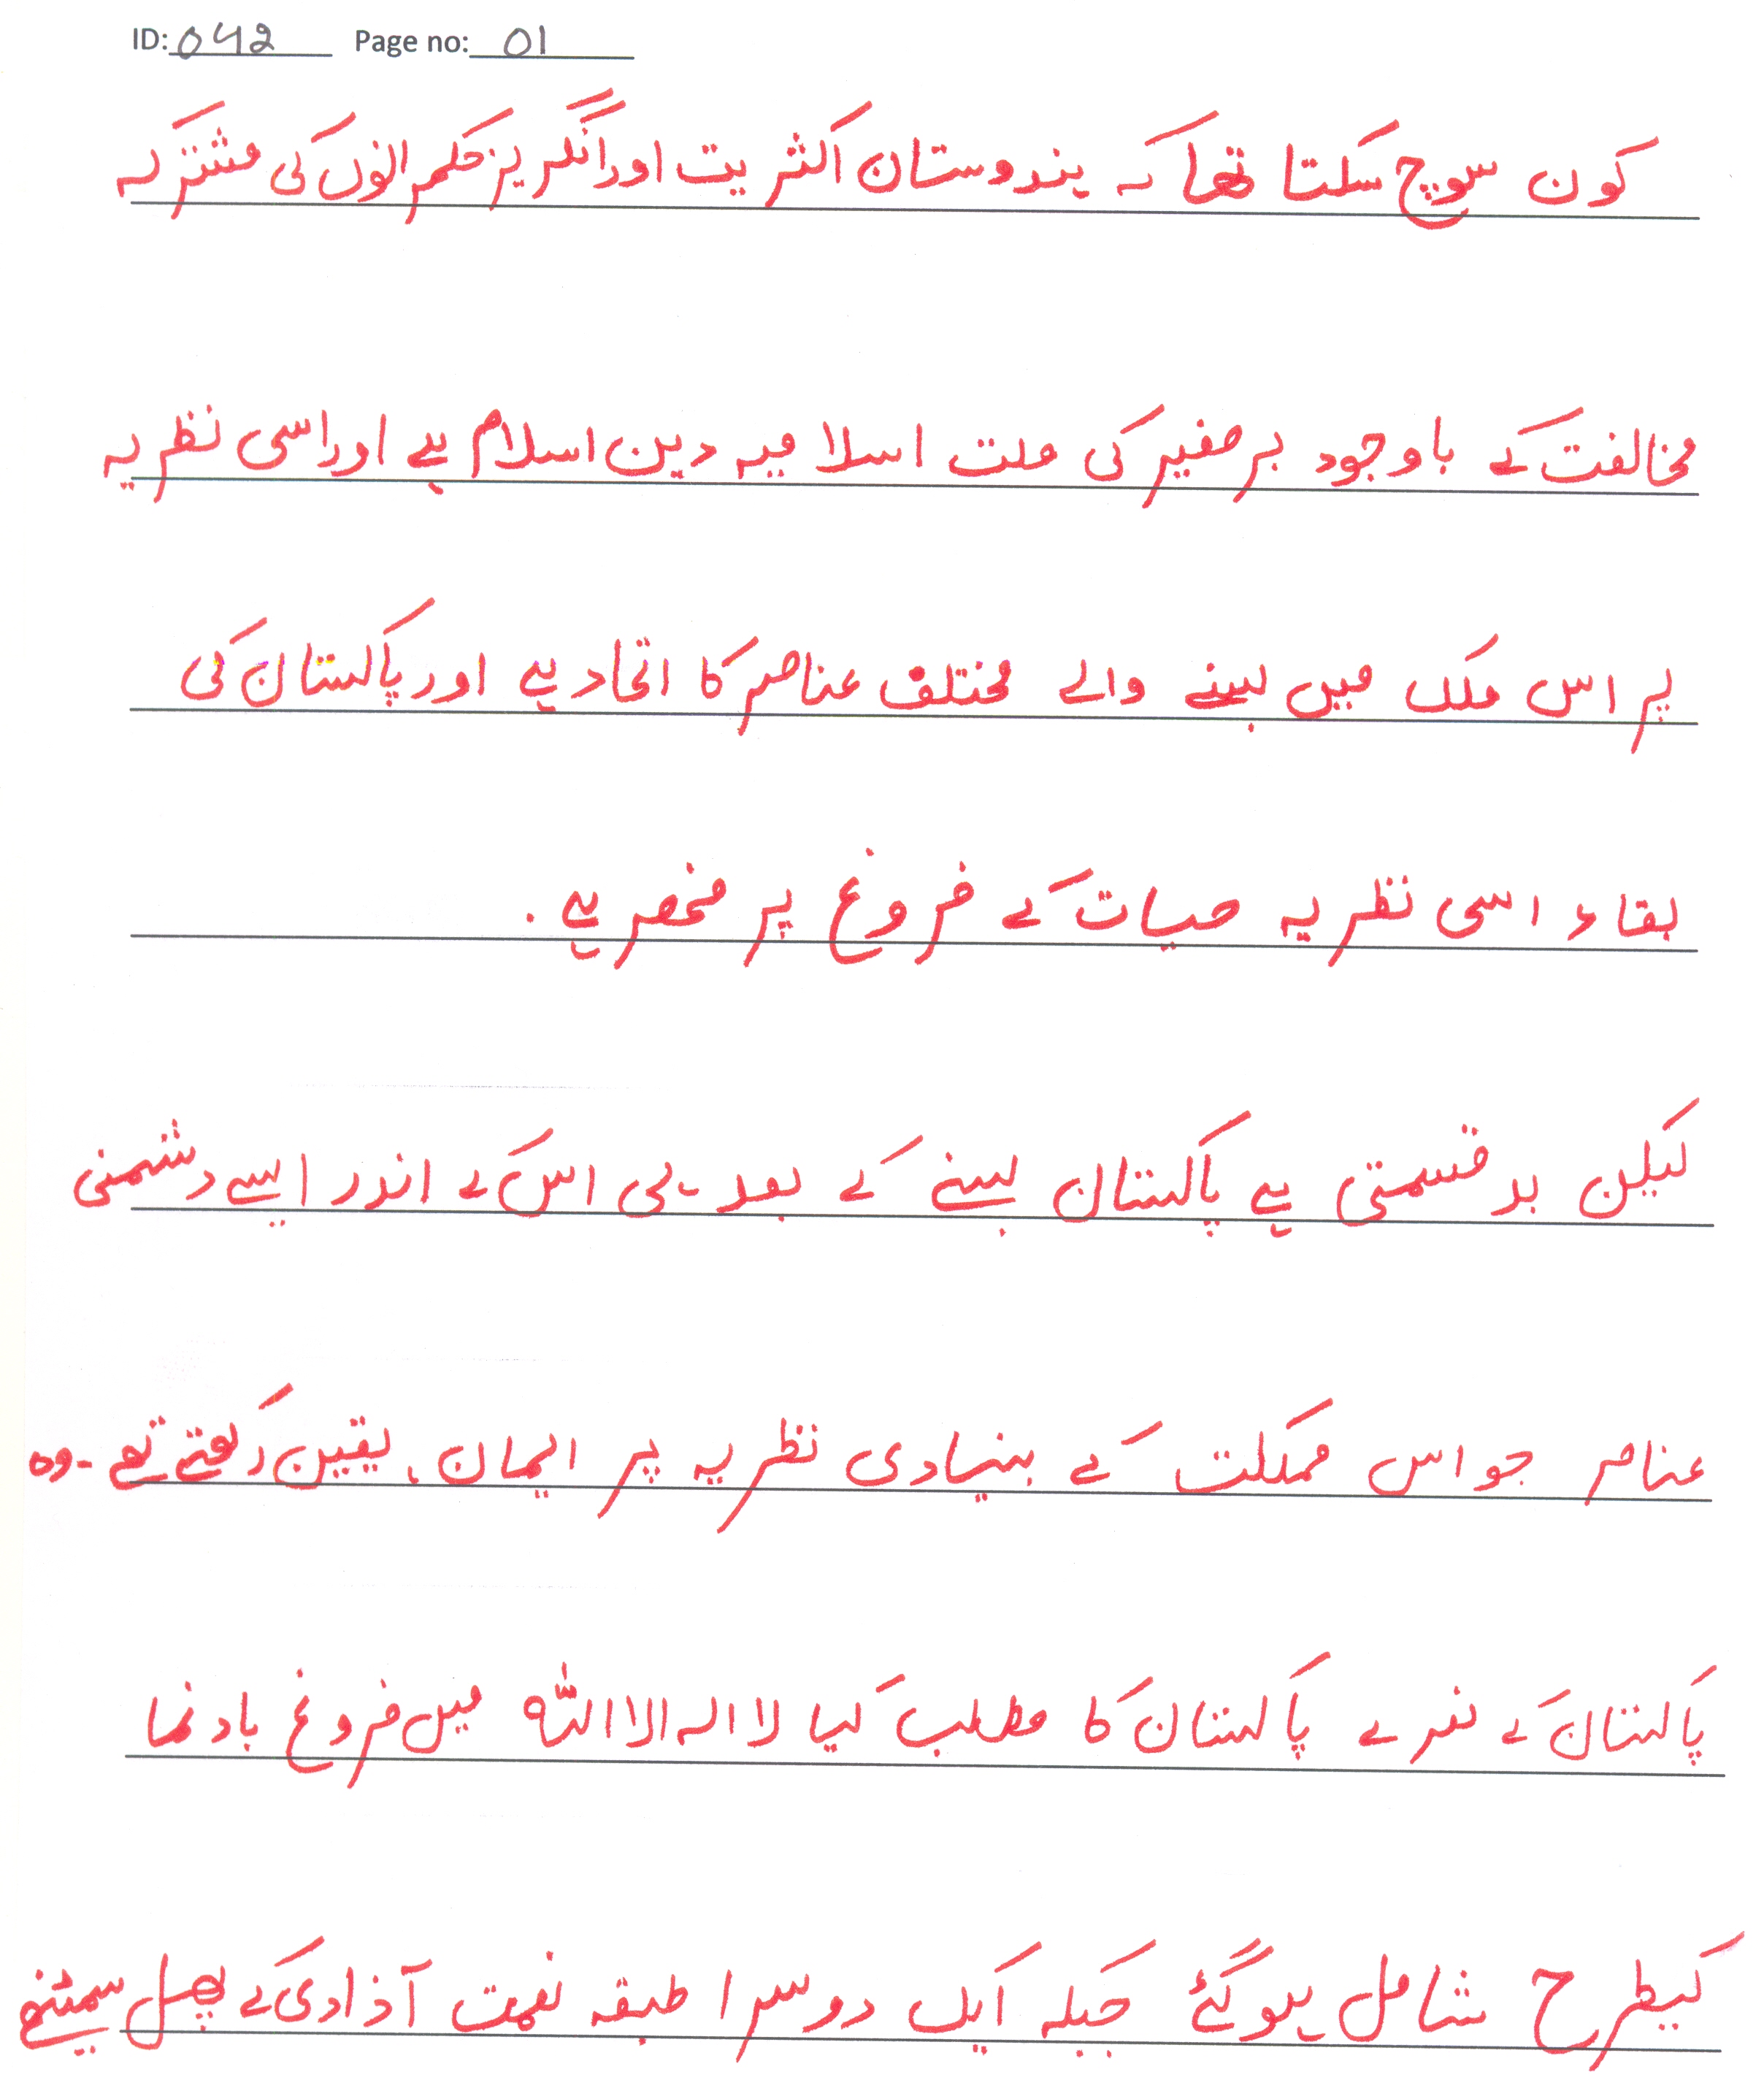 ID: 042 Page no: 01
کون سوچ سکتا تھا کہ ہندوستان اکثریت اور انگریز حکمرانوں کی مشترکہ
مخالفت کے باوجود برصغیر کی ملت اسلامیہ دین اسلام ہے اور اسی نظریہ
پر اس ملک میں بسنے والے مختلف عناصر کا اتحاد ہے اور پاکستان کی
بقاء اسی نظریہ حیات کے فروغ پر منحصر ہے .
لیکن بدقسمتی ہے پاکستان بننے کے بعد ہی اس کے اندر ایسے دشمنی
عناصر جو اس مملکت کے بنیادی نظریہ پر ایمان، یقین رکھتے تھے - وہ
پاکستان کے نعرے پاکستان کا مطلب کیا لا الہ الا اللہ میں فروغ بادنما
کیطرح شامل ہوگئے جبکہ ایک دوسرا طبقہ نعمت آذادی کے پھل سمیٹنے